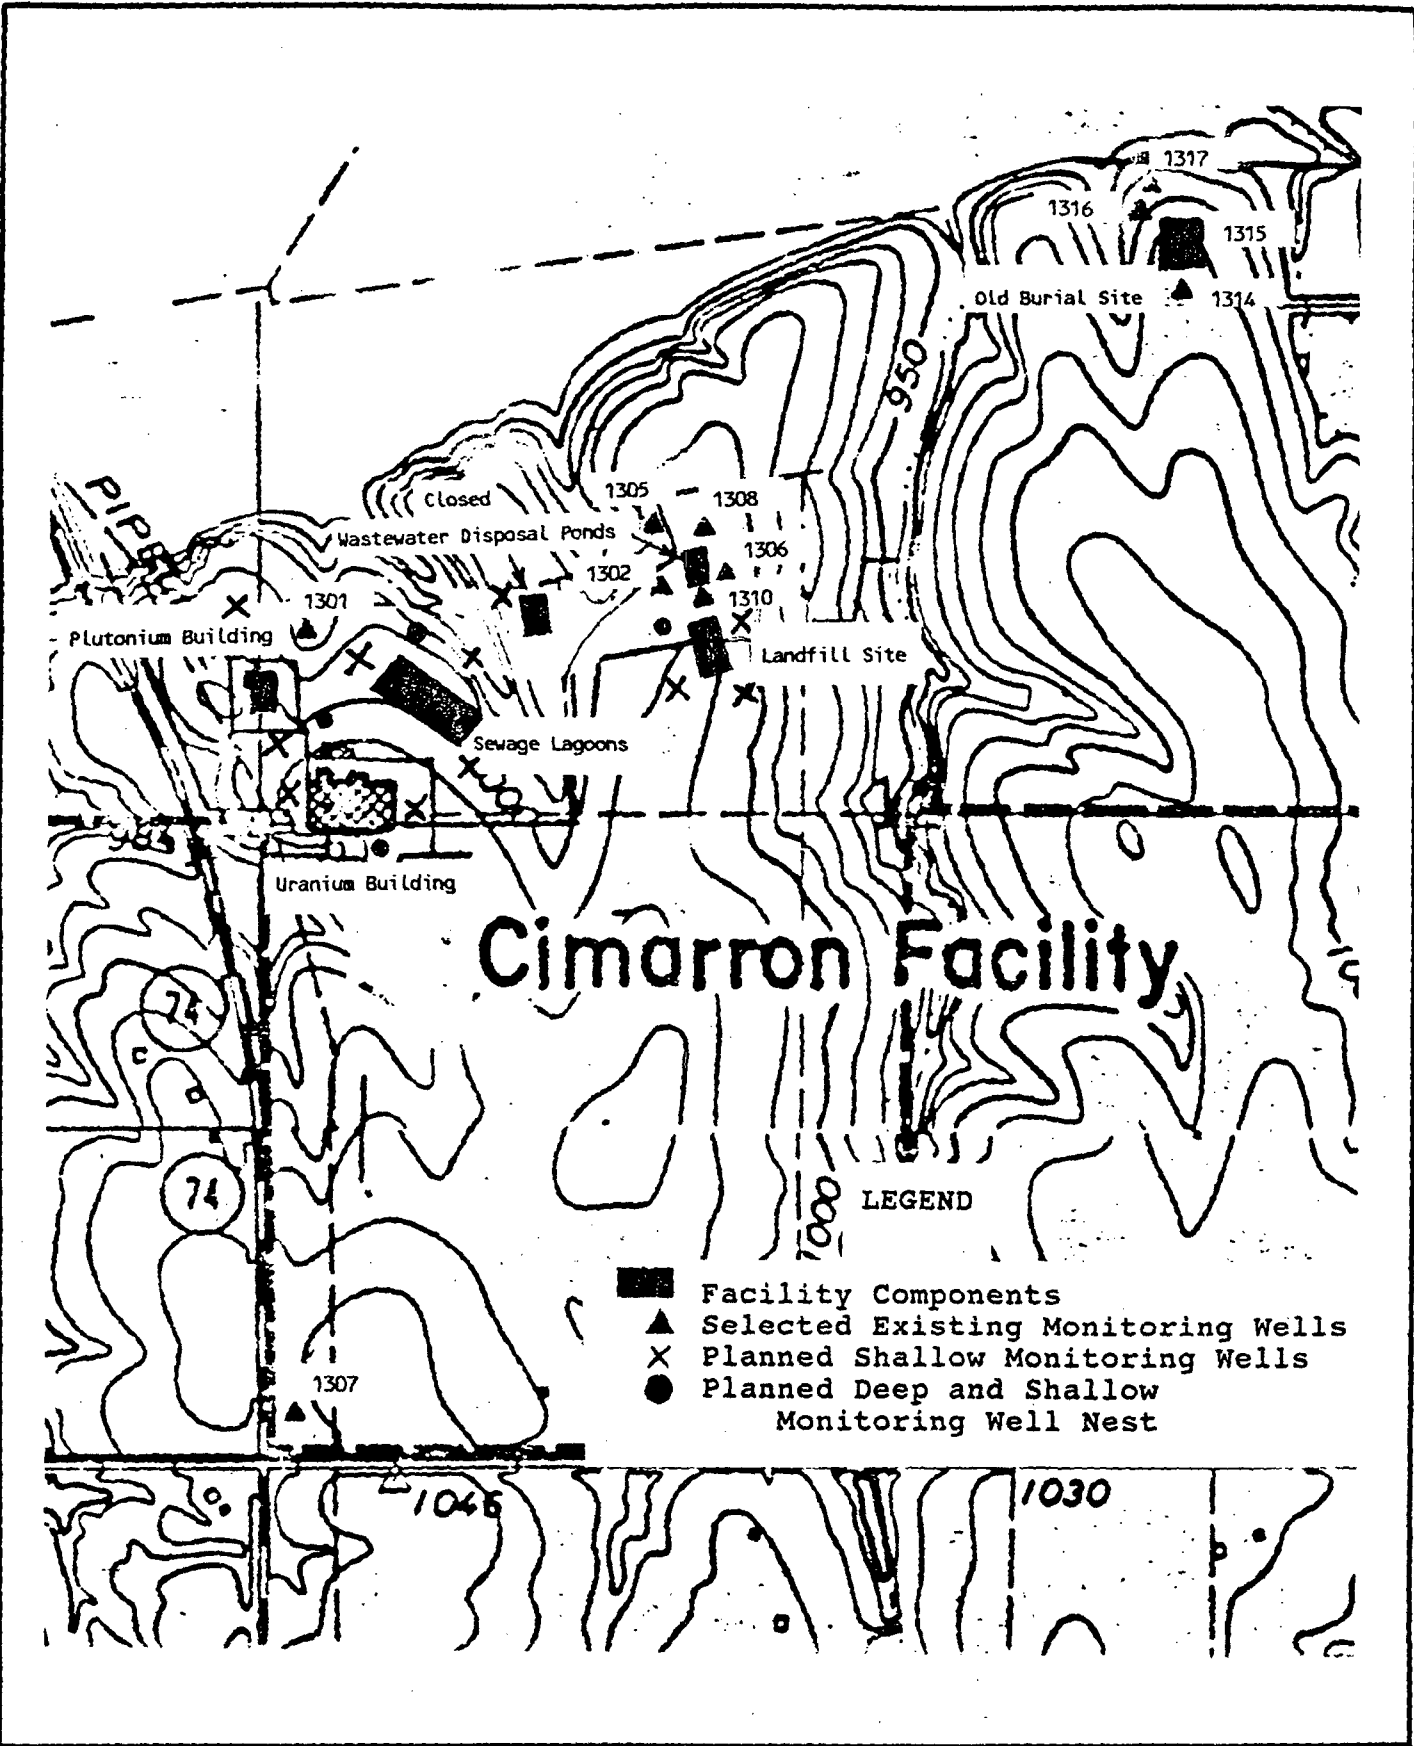 1317
1316
1315
Old Burial Site
1314
950
PIP
Closed
1305
1308
Wastewater Disposal Ponds
1306
1302
1301
1310
Plutonium Building
Landfill Site
Sewage Lagoons
Uranium Building
Cimarron Facility
74
74
LEGEND
Facility Components
Selected Existing Monitoring Wells
Planned Shallow Monitoring Wells
Planned Deep and Shallow
Monitoring Well Nest
1307
1046
1030